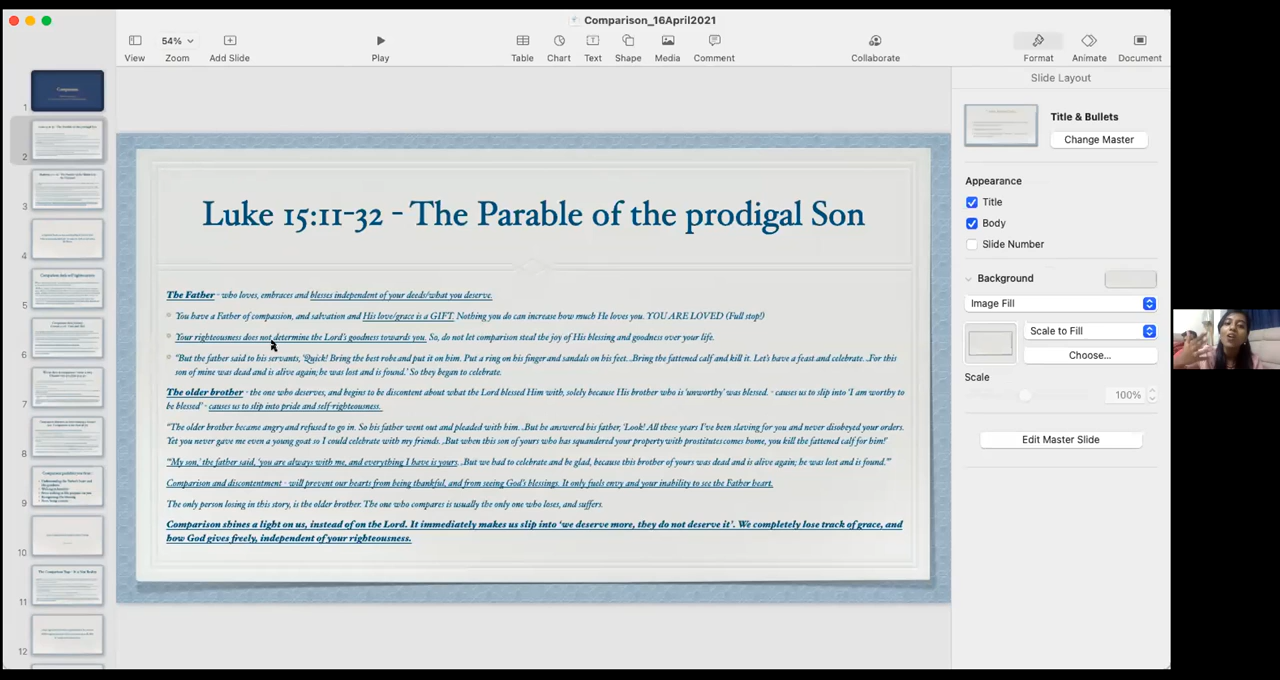 Comparison_16April2021
54%
View Zoom Add Slide Play Table Chart Text Shape Media Comment Collaborate Format Animate Document
Slide Layout
Title & Bullets
Change Master
Appearance
Title
Body
Slide Number
Background
Image Fill
Scale to Fill
Choose...
Scale
100%
Edit Master Slide
1
2
3
4
5
6
7
8
9
10
11
12
Luke 15:11-32 - The Parable of the prodigal Son
The Father - who loves, embraces and blesses independent of your deeds/what you deserve.
You have a Father of compassion, and salvation and His love/grace is a GIFT. Nothing you do can increase how much He loves you. YOU ARE LOVED (Full stop!)
Your righteousness does not determine the Lord's goodness towards you. So, do not let comparison steal the joy of His blessing and goodness over your life.
"But the father said to his servants, 'Quick! Bring the best robe and put it on him. Put a ring on his finger and sandals on his feet. .Bring the fattened calf and kill it. Let's have a feast and celebrate. .For this
son of mine was dead and is alive again; he was lost and is found.' So they began to celebrate.
The older brother - the one who deserves, and begins to be discontent about what the Lord blessed Him with, solely because His brother who is 'unworthy' was blessed. - causes us to slip into 'I am worthy to
be blessed' - causes us to slip into pride and self-righteousness.
"The older brother became angry and refused to go in. So his father went out and pleaded with him. .But he answered his father, 'Look! All these years I've been slaving for you and never disobeyed your orders.
Yet you never gave me even a young goat so I could celebrate with my friends. .But when this son of yours who has squandered your property with prostitutes comes home, you kill the fattened calf for him!'
"'My son,' the father said, 'you are always with me, and everything I have is yours. .But we had to celebrate and be glad, because this brother of yours was dead and is alive again; he was lost and is found.'"
Comparison and discontentment - will prevent our hearts from being thankful, and from seeing God's blessings. It only fuels envy and your inability to see the Father heart.
The only person losing in this story, is the older brother. The one who compares is usually the only one who loses, and suffers.
Comparison shines a light on us, instead of on the Lord. It immediately makes us slip into 'we deserve more, they do not deserve it'. We completely lose track of grace, and
how God gives freely, independent of your righteousness.